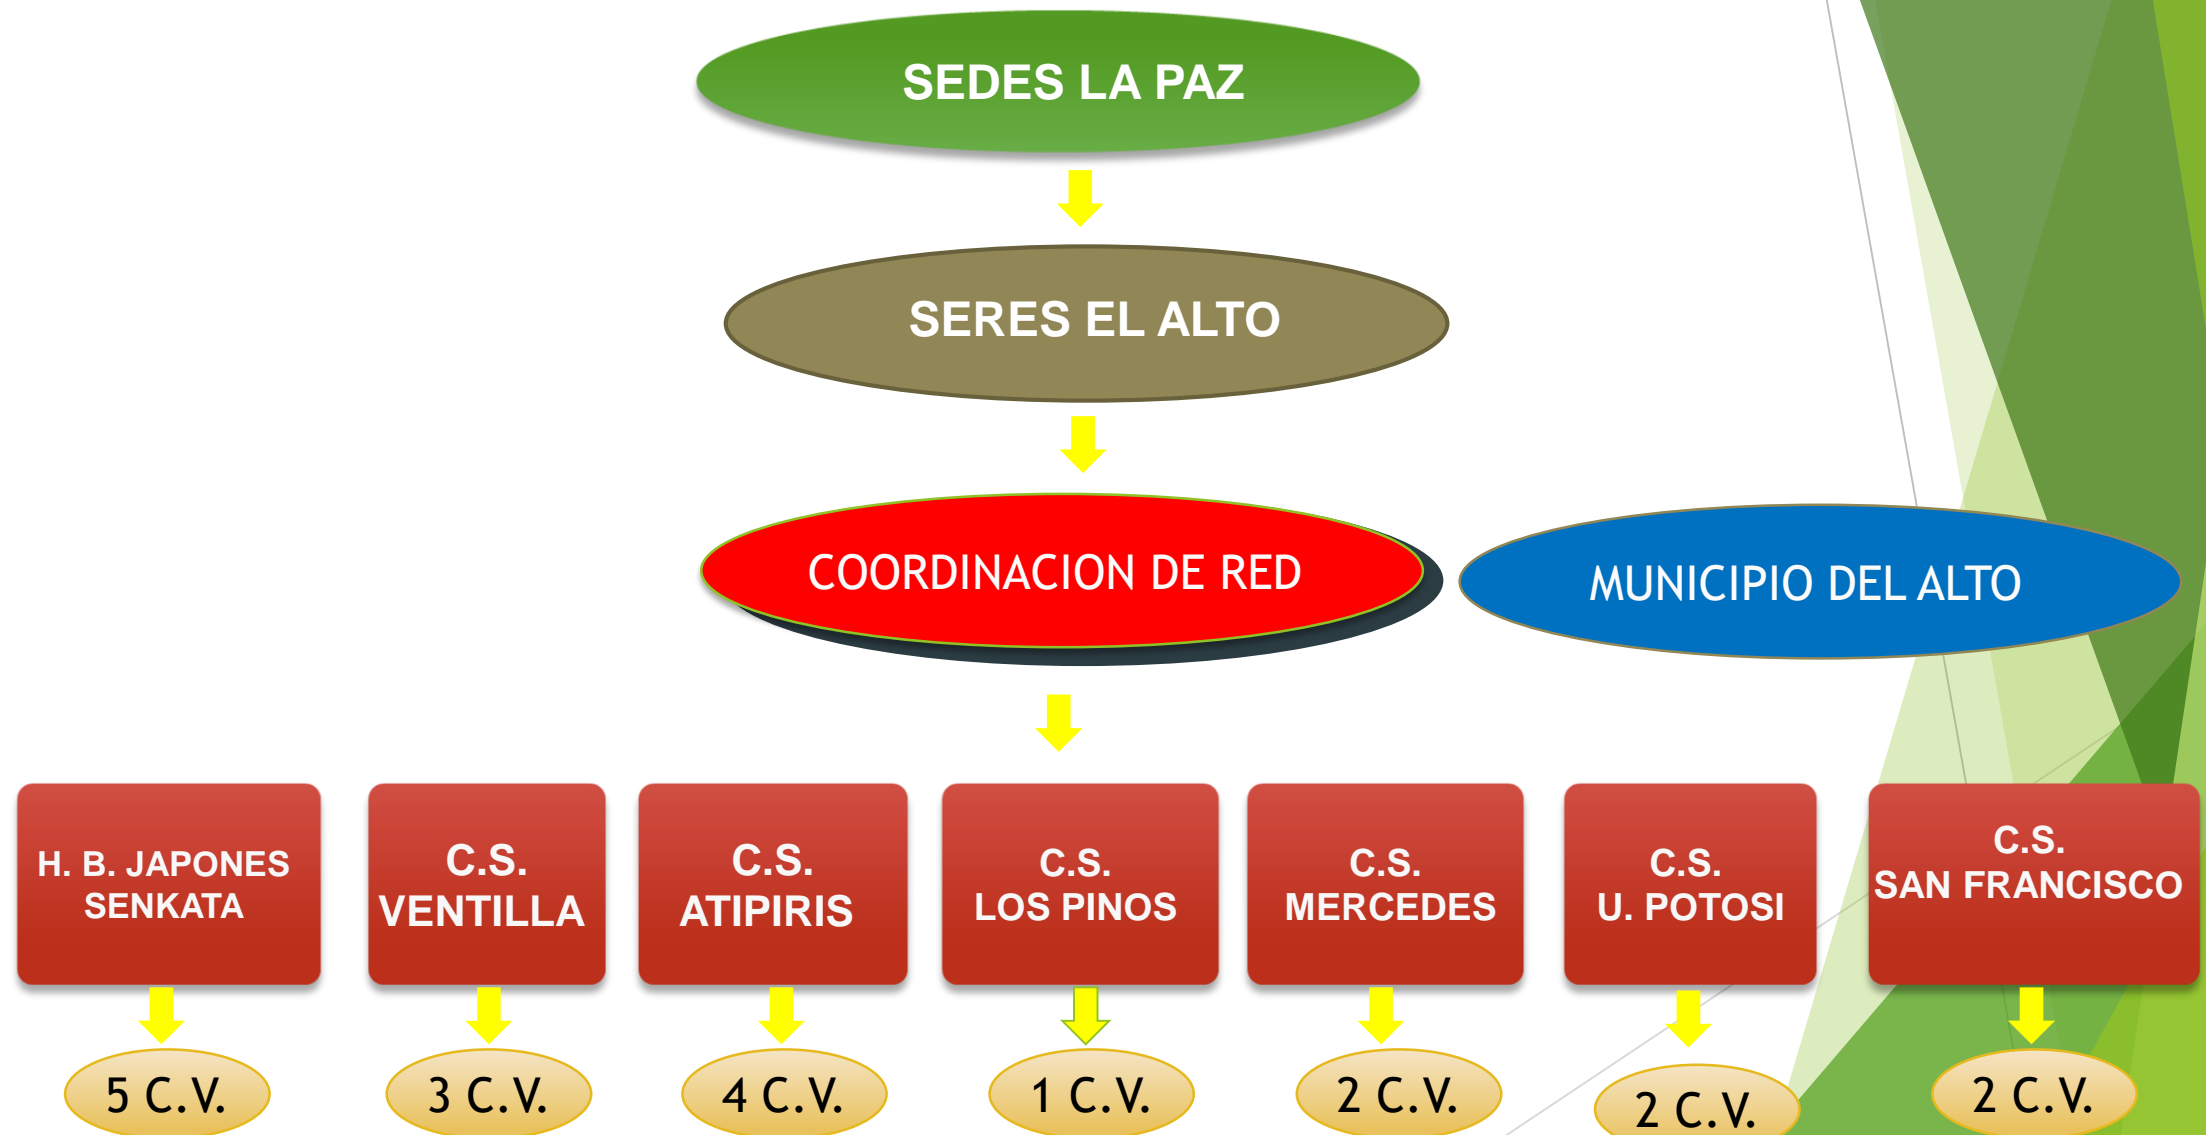 SEDES LA PAZ
SERES EL ALTO
COORDINACION DE RED
MUNICIPIO DEL ALTO
H. B. JAPONES
SENKATA
C.S.
VENTILLA
C.S.
ATIPIRIS
C.S.
LOS PINOS
C.S.
MERCEDES
C.S.
U. POTOSI
C.S.
SAN FRANCISCO
5 C.V.
3 C.V.
4 C.V.
1 C.V.
2 C.V.
2 C.V.
2 C.V.